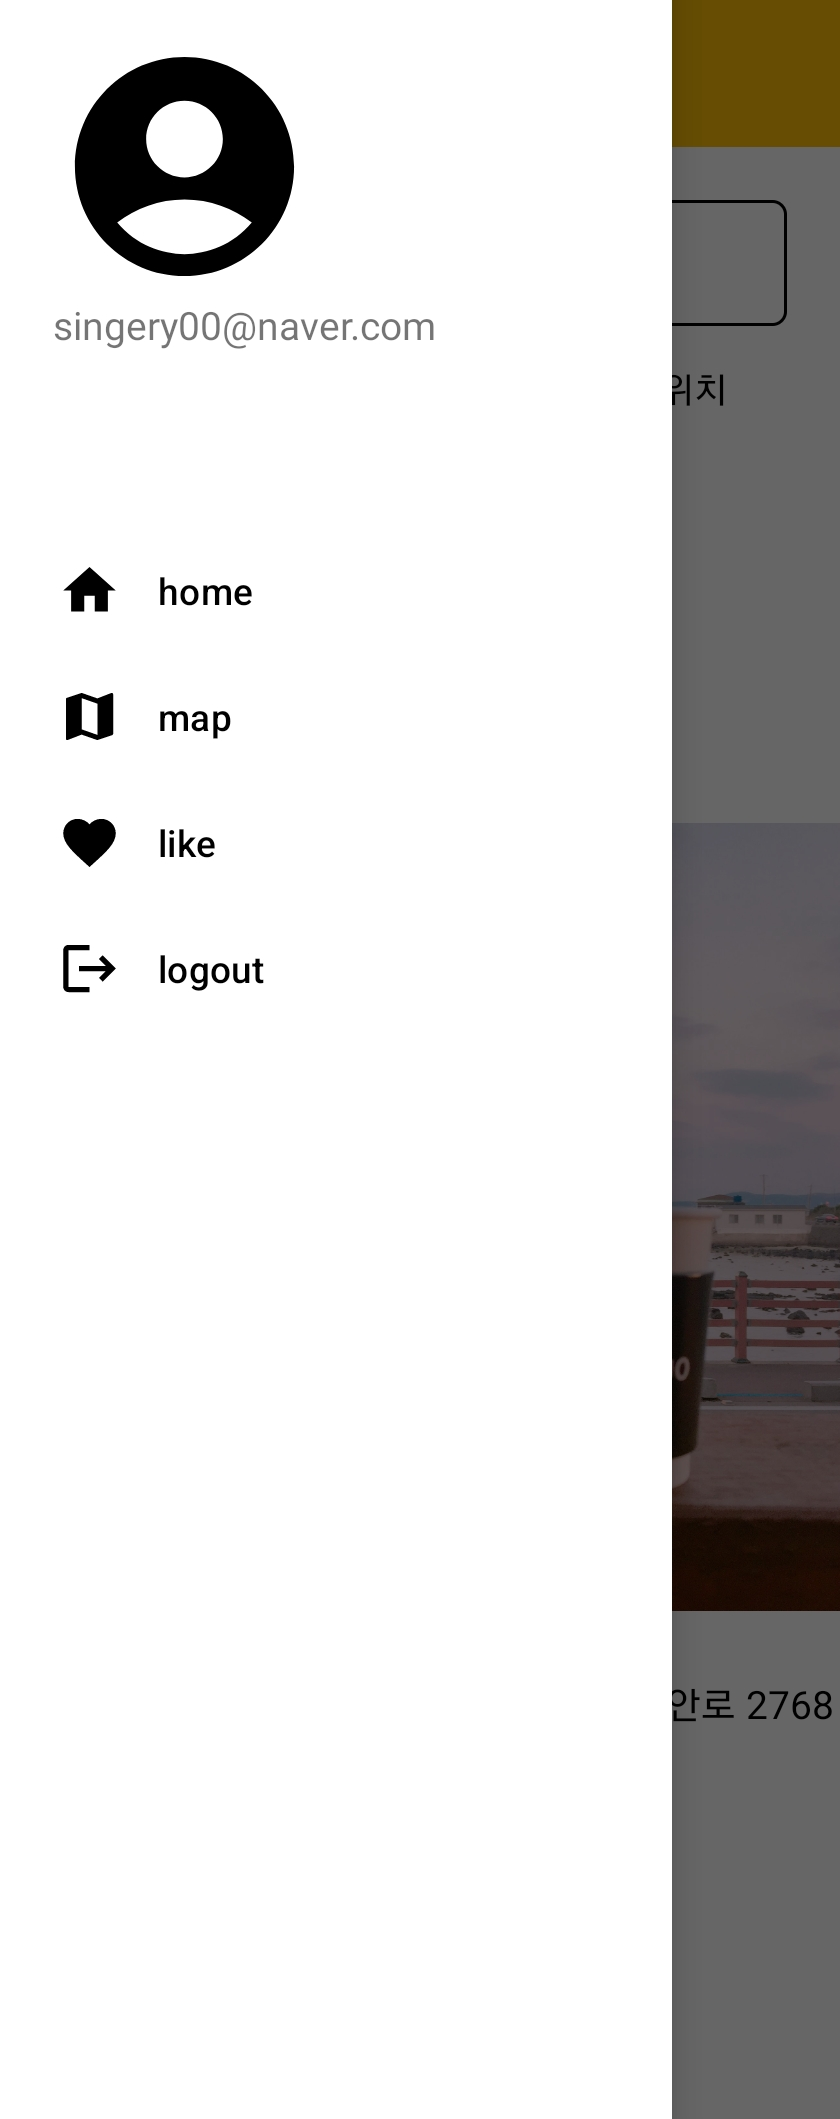 singery00@naver.com
위치
home
map
like
logout
안로 2768